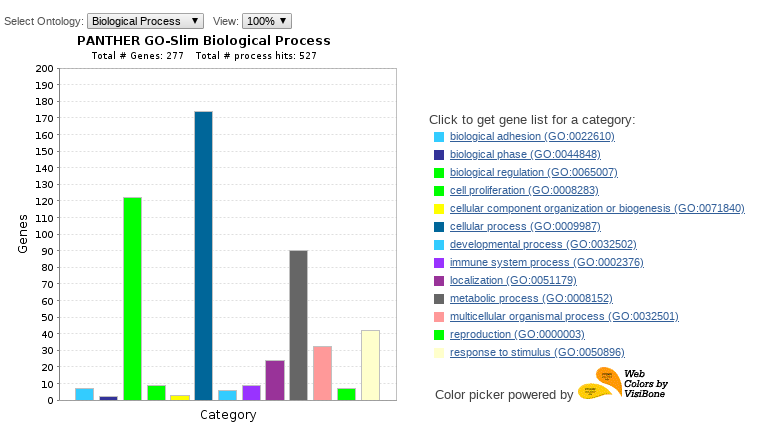 Select Ontology: Biological Process View: 100%
PANTHER GO-Slim Biological Process
Total # Genes: 277 Total # process hits: 527
200
190
180
170
160
150
140
130
120
110
100
90
80
70
60
50
40
30
20
10
0
Genes
Category
Click to get gene list for a category:
biological adhesion (GO:0022610)
biological phase (GO:0044848)
biological regulation (GO:0065007)
cell proliferation (GO:0008283)
cellular component organization or biogenesis (GO:0071840)
cellular process (GO:0009987)
developmental process (GO:0032502)
immune system process (GO:0002376)
localization (GO:0051179)
metabolic process (GO:0008152)
multicellular organismal process (GO:0032501)
reproduction (GO:0000003)
response to stimulus (GO:0050896)
Color picker powered by
Web
Colors by
VisiBone